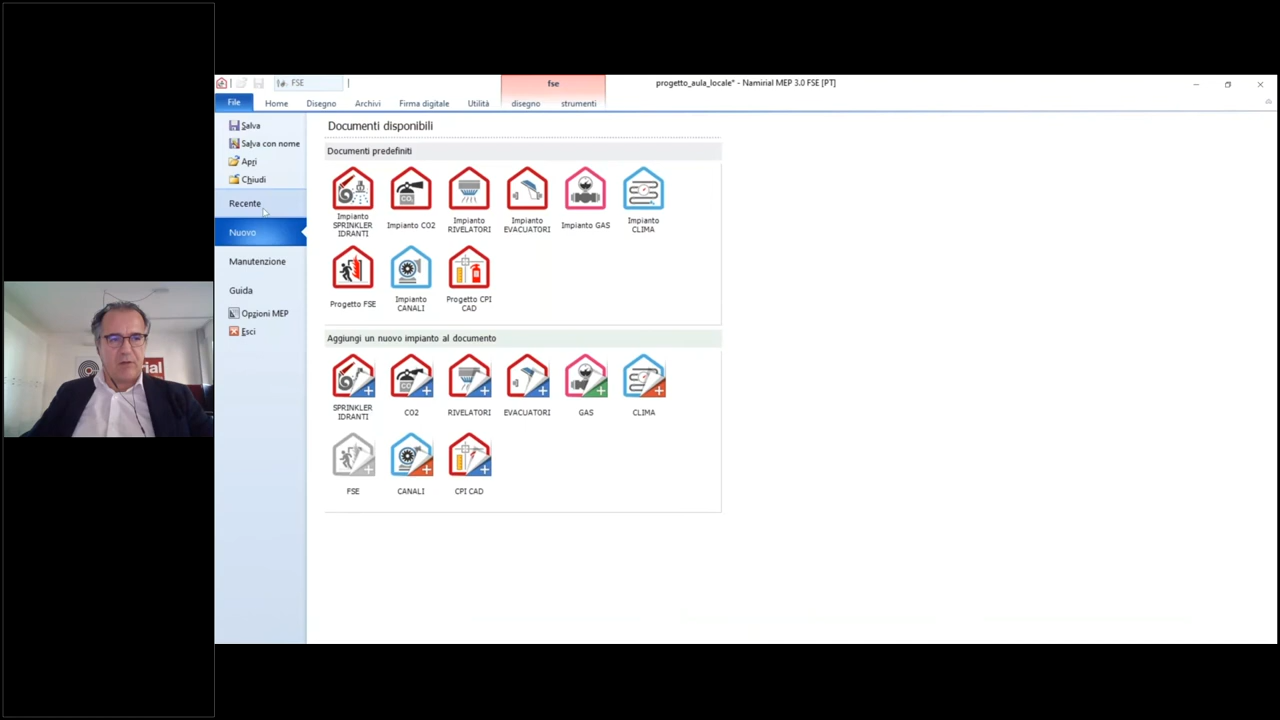 FSE
fse
progetto_aula_locale* - Namirial MEP 3.0 FSE [PT]
File Home Disegno Archivi Firma digitale Utilità disegno strumenti
Salva
Salva con nome
Apri
Chiudi
Recente
Nuovo
Manutenzione
Guida
Opzioni MEP
Esci
Documenti disponibili
Documenti predefiniti
Impianto
SPRINKLER
IDRANTI
Impianto CO2
Impianto
RIVELATORI
Impianto
EVACUATORI
Impianto GAS
Impianto
CLIMA
Progetto FSE
Impianto
CANALI
Progetto CPI
CAD
Aggiungi un nuovo impianto al documento
SPRINKLER
IDRANTI
CO2
RIVELATORI
EVACUATORI
GAS
CLIMA
FSE
CANALI
CPI CAD